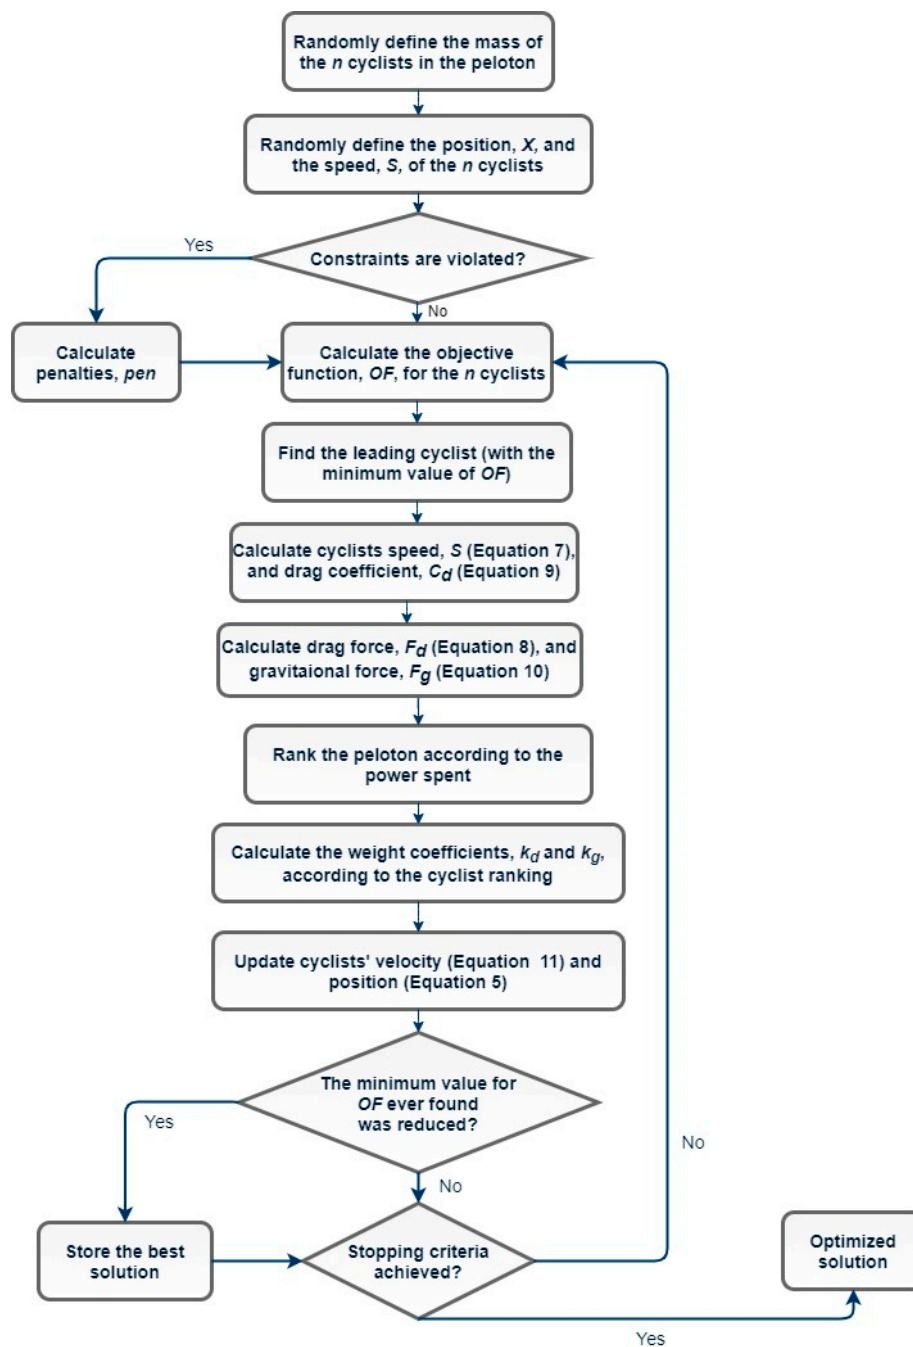 Randomly define the mass of
the n cyclists in the peloton
Randomly define the position, X, and
the speed, S, of the n cyclists
Yes
Constraints are violated?
No
Calculate
penalties, pen
Calculate the objective
function, OF, for the n cyclists
Find the leading cyclist (with the
minimum value of OF)
Calculate cyclists speed, S (Equation 7),
and drag coefficient, Cd (Equation 9)
Calculate drag force, Fd (Equation 8), and
gravitaional force, Fg (Equation 10)
Rank the peloton according to the
power spent
Calculate the weight coefficients, kd and kg,
according to the cyclist ranking
Update cyclists' velocity (Equation 11) and
position (Equation 5)
The minimum value for
OF ever found
was reduced?
Yes
No
No
Store the best
solution
Stopping criteria
achieved?
Optimized
solution
Yes